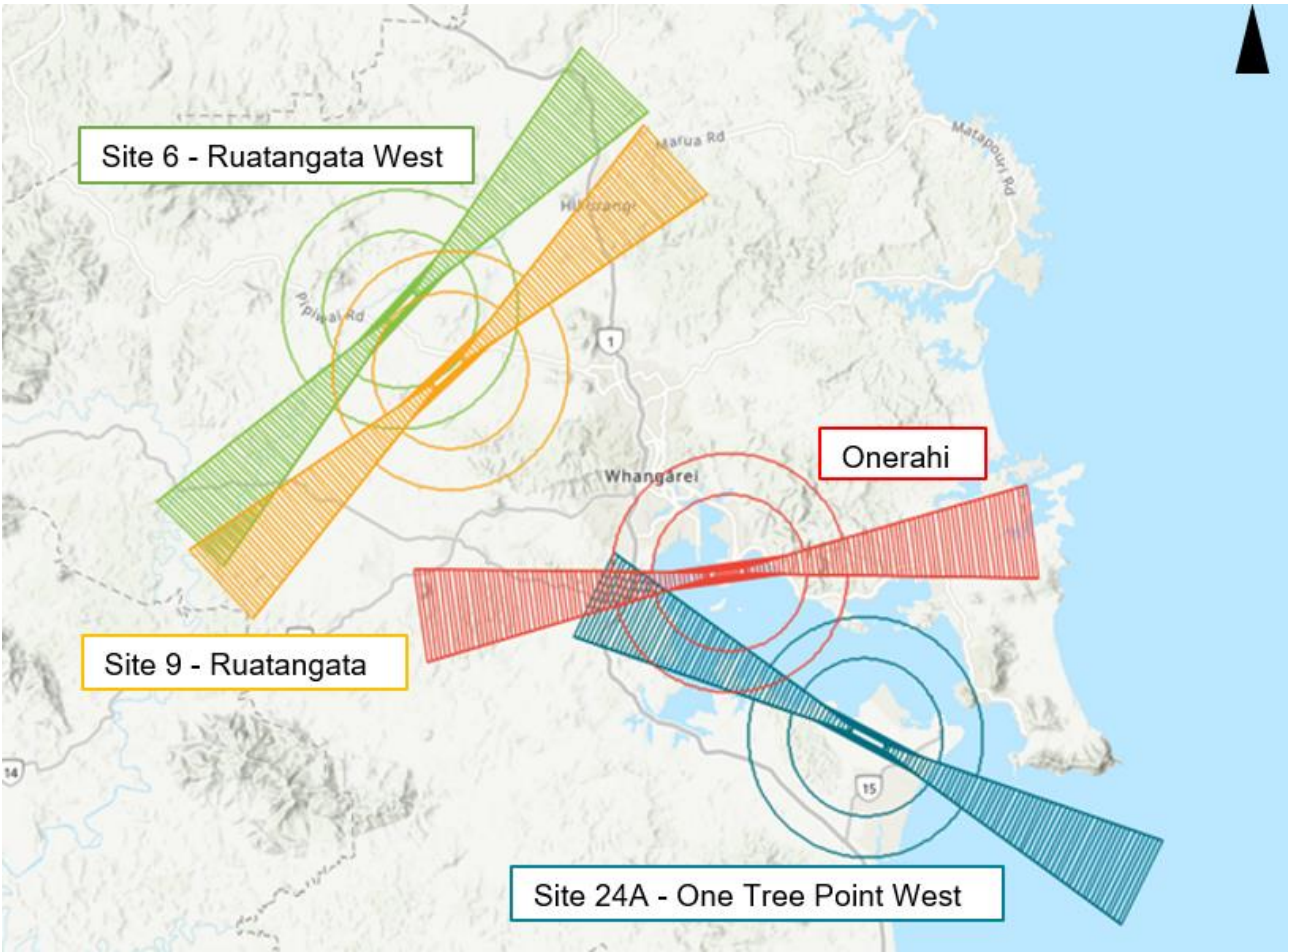 Matapouri Rd
Marua Rd
Site 6 - Ruatangata West
Hikurangi
Pipiwai Rd
1
Onerahi
Whangārei
Site 9 - Ruatangata
14
15
Site 24A - One Tree Point West